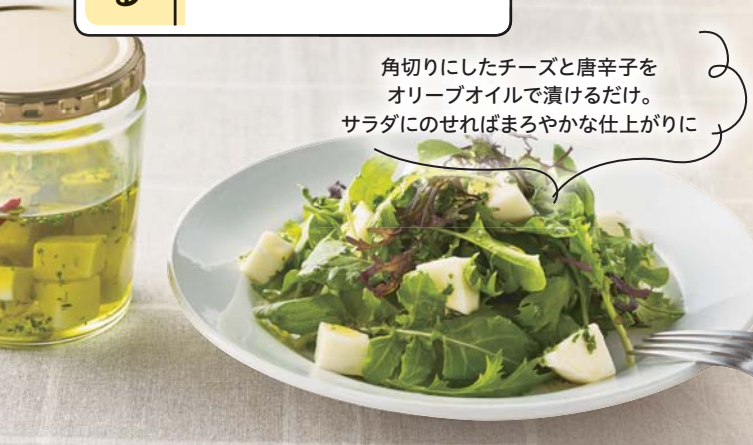 角切りにしたチーズと唐辛子を
オリーブオイルで漬けるだけ。
サラダにのせればまろやかな仕上がりに